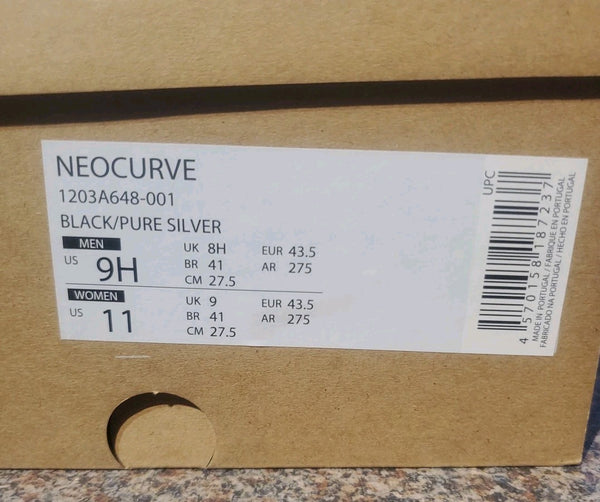 NEOCURVE
1203A648-001
BLACK/PURE SILVER
MEN
US 9H
UK 8H EUR 43.5
BR 41 AR 275
CM 27.5
WOMEN
US 11
UK 9 EUR 43.5
BR 41 AR 275
CM 27.5
UPC
4 570158 187237
MADE IN PORTUGAL / FABRIQUE EN PORTUGAL
FABRICADO NA PORTUGAL / HECHO EN PORTUGAL